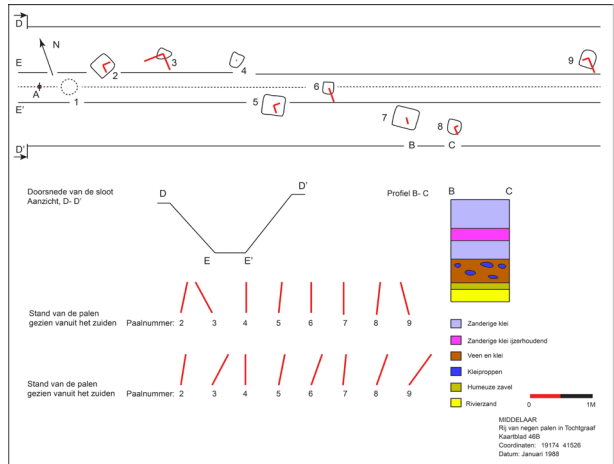 D
N
E
2
3
4
9
A
1
5
6
7
8
E'
D'
B
C
Doorsnede van de sloot
Aanzicht, D- D'
D
D'
E
E'
Profiel B- C
B
C
Stand van de palen
gezien vanuit het zuiden
Paalnummer: 2 3 4 5 6 7 8 9
Stand van de palen
gezien vanuit het zuiden
Paalnummer: 2 3 4 5 6 7 8 9
Zanderige klei
Zanderige klei ijzerhoudend
Veen en klei
Kleiproppen
Humeuze zavel
Rivierzand
0 1M
MIDDELAAR
Rij van negen palen in Tochtgraaf
Kaartblad 46B
Coordinaten: 19174 41526
Datum: Januari 1988